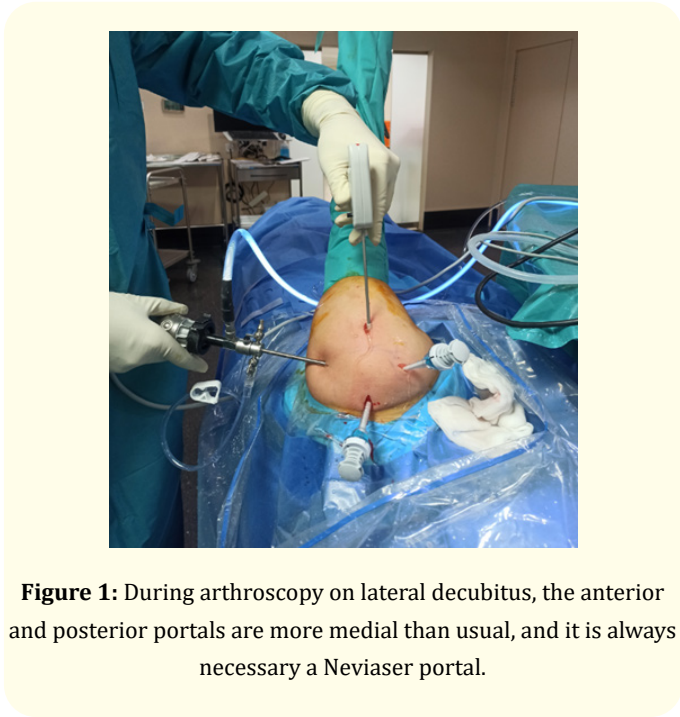 Figure 1: During arthroscopy on lateral decubitus, the anterior
and posterior portals are more medial than usual, and it is always
necessary a Neviaser portal.